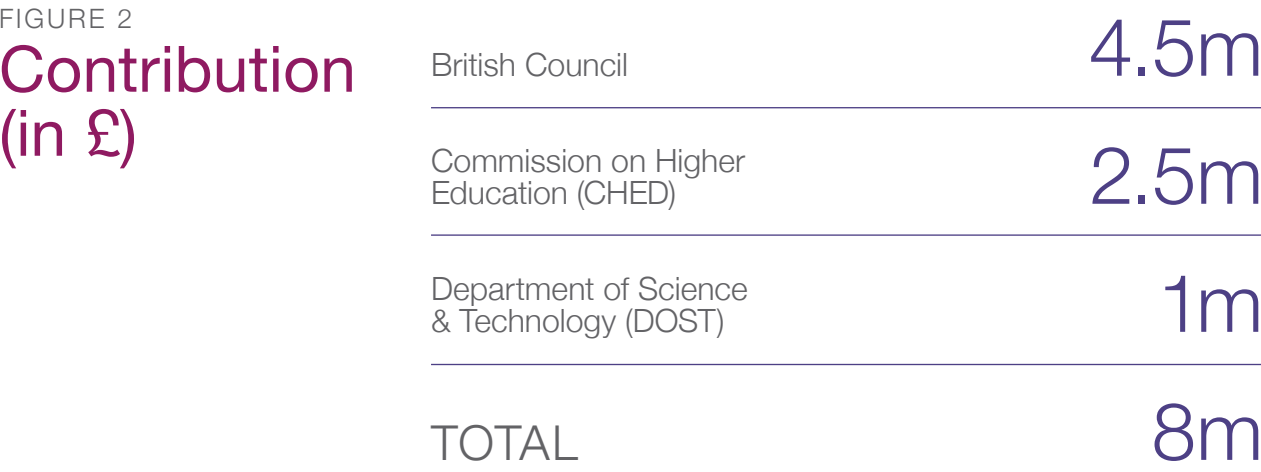 FIGURE 2
Contribution
(in £)
British Council
4.5m
Commission on Higher
Education (CHED)
2.5m
Department of Science
& Technology (DOST)
1m
TOTAL
8m